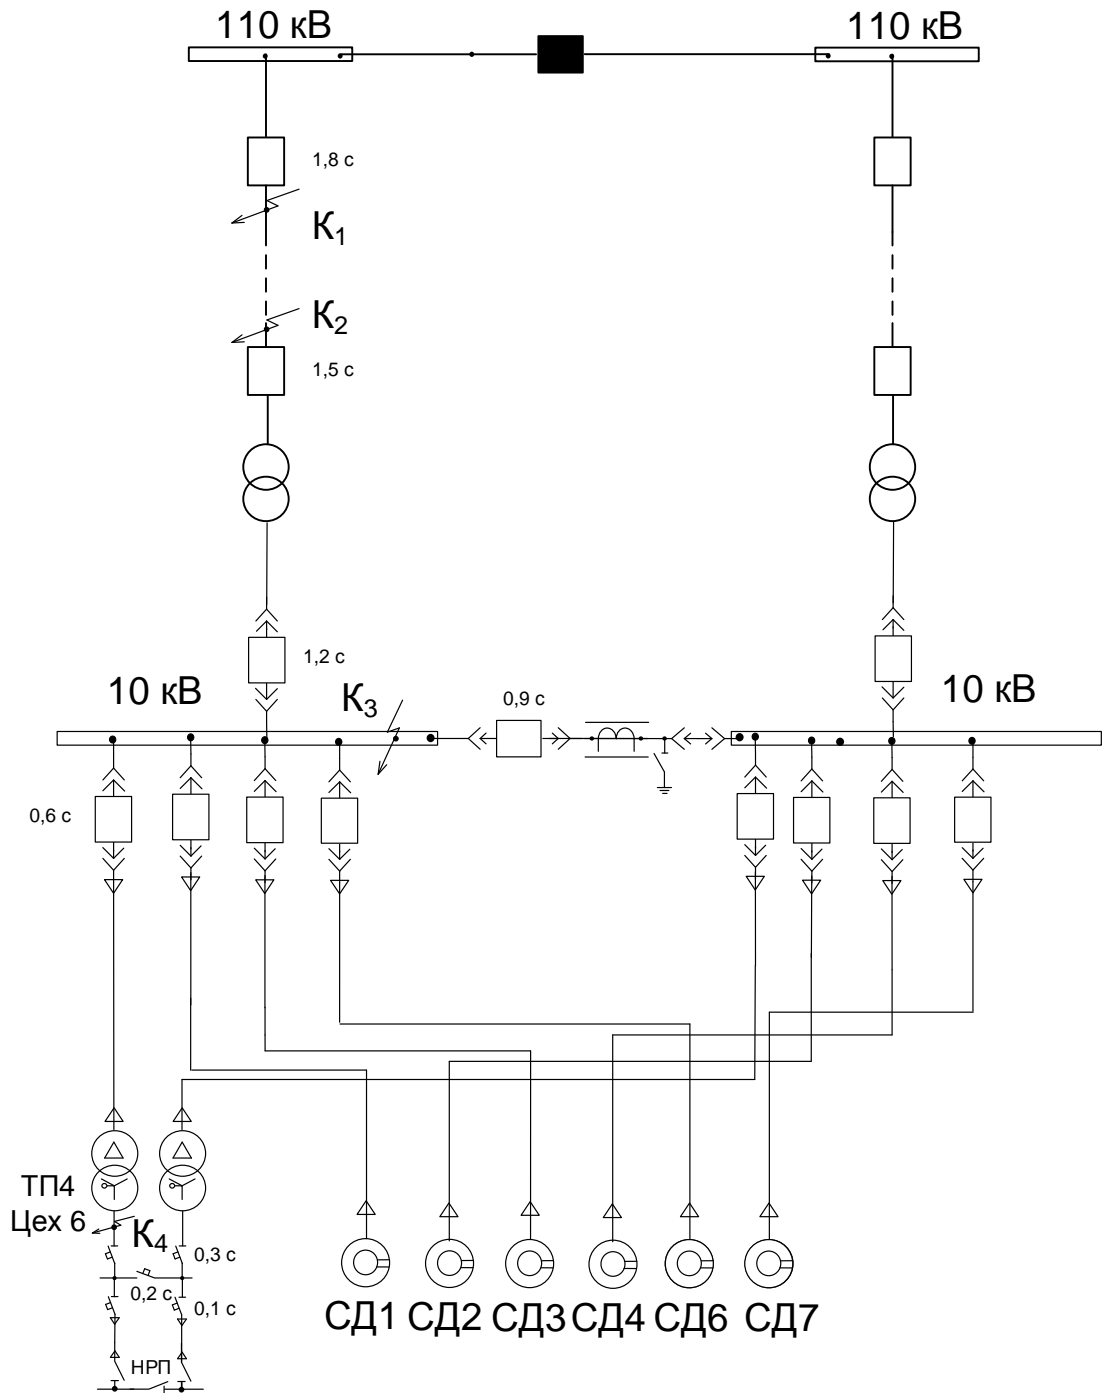 110 кВ
110 кВ
1,8 с
К1
К2
1,5 с
1,2 с
10 кВ
К3
0,9 с
10 кВ
0,6 с
ТП4
Цех 6
К4
0,3 с
0,2 с
0,1 с
НРП
СД1 СД2 СД3 СД4 СД6 СД7